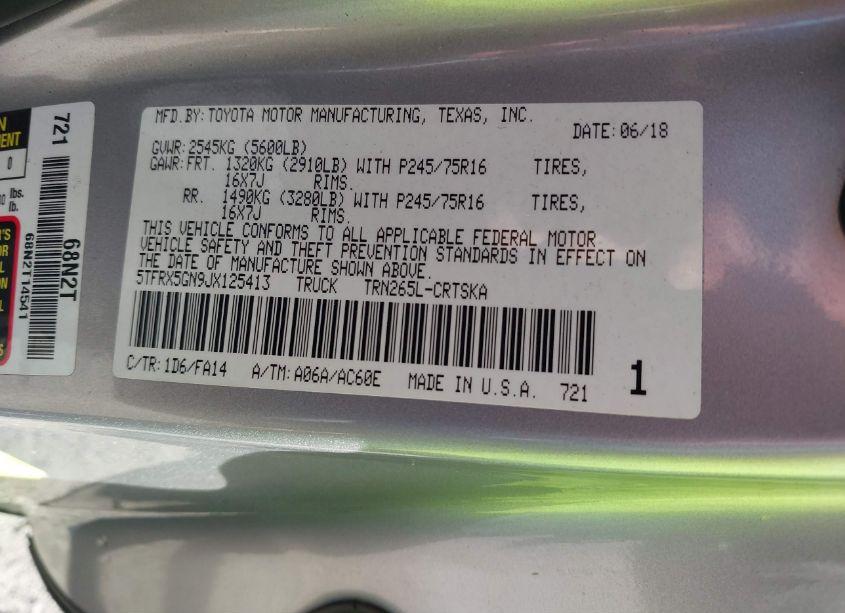 MFD. BY: TOYOTA MOTOR MANUFACTURING, TEXAS, INC.
DATE: 06/18
GVWR: 2545KG (5600LB)
GAWR: FRT. 1320KG (2910LB) WITH P245/75R16 TIRES,
16X7J RIMS.
RR. 1490KG (3280LB) WITH P245/75R16 TIRES,
16X7J RIMS.
THIS VEHICLE CONFORMS TO ALL APPLICABLE FEDERAL MOTOR
VEHICLE SAFETY AND THEFT PREVENTION STANDARDS IN EFFECT ON
THE DATE OF MANUFACTURE SHOWN ABOVE.
5TFRX5GN9JX125413 TRUCK TRN265L-CRTSKA
C/TR: 1D6/FA14 A/TM: A06A/AC60E MADE IN U.S.A. 721
1
721
68N2T
68N2T14541
0
lbs.
lb.